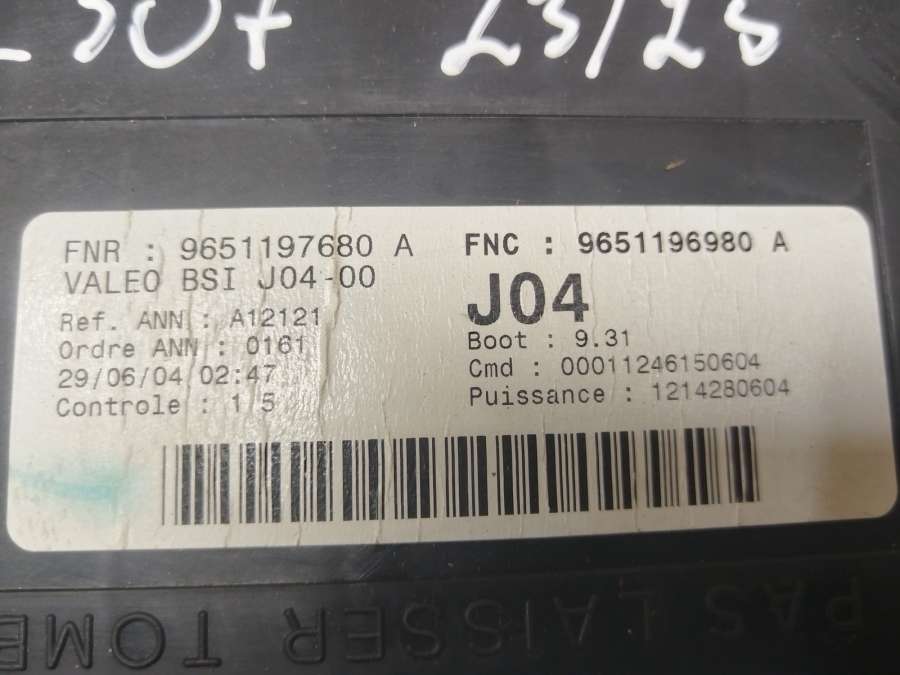 307 23/25
FNR : 9651197680 A FNC : 9651196980 A
VALEO BSI J04-00
J04
Ref. ANN : A12121
Boot : 9.31
Ordre ANN : 0161
Cmd : 00011246150604
29/06/04 02:47
Puissance : 1214280604
Controle : 1 5
PAS LAISSER TOMBE